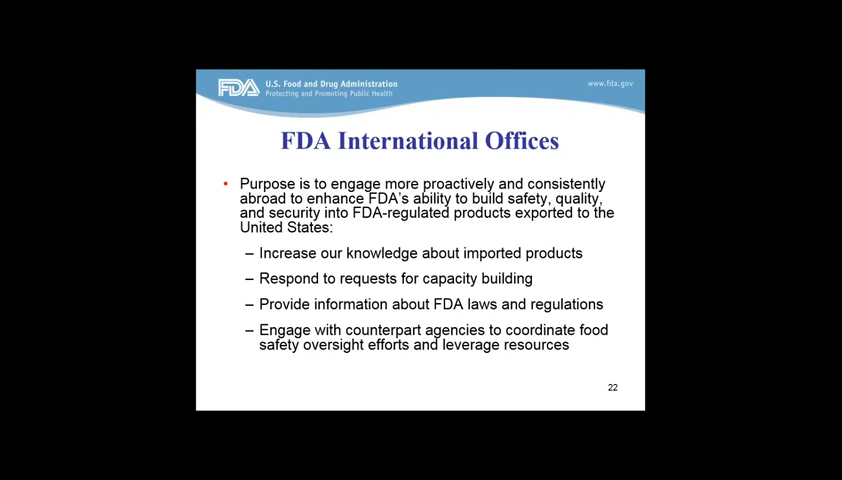 FDA
U.S. Food and Drug Administration
Protecting and Promoting Public Health
www.fda.gov
FDA International Offices
• Purpose is to engage more proactively and consistently
abroad to enhance FDA's ability to build safety, quality,
and security into FDA-regulated products exported to the
United States:
– Increase our knowledge about imported products
– Respond to requests for capacity building
– Provide information about FDA laws and regulations
– Engage with counterpart agencies to coordinate food
safety oversight efforts and leverage resources
22